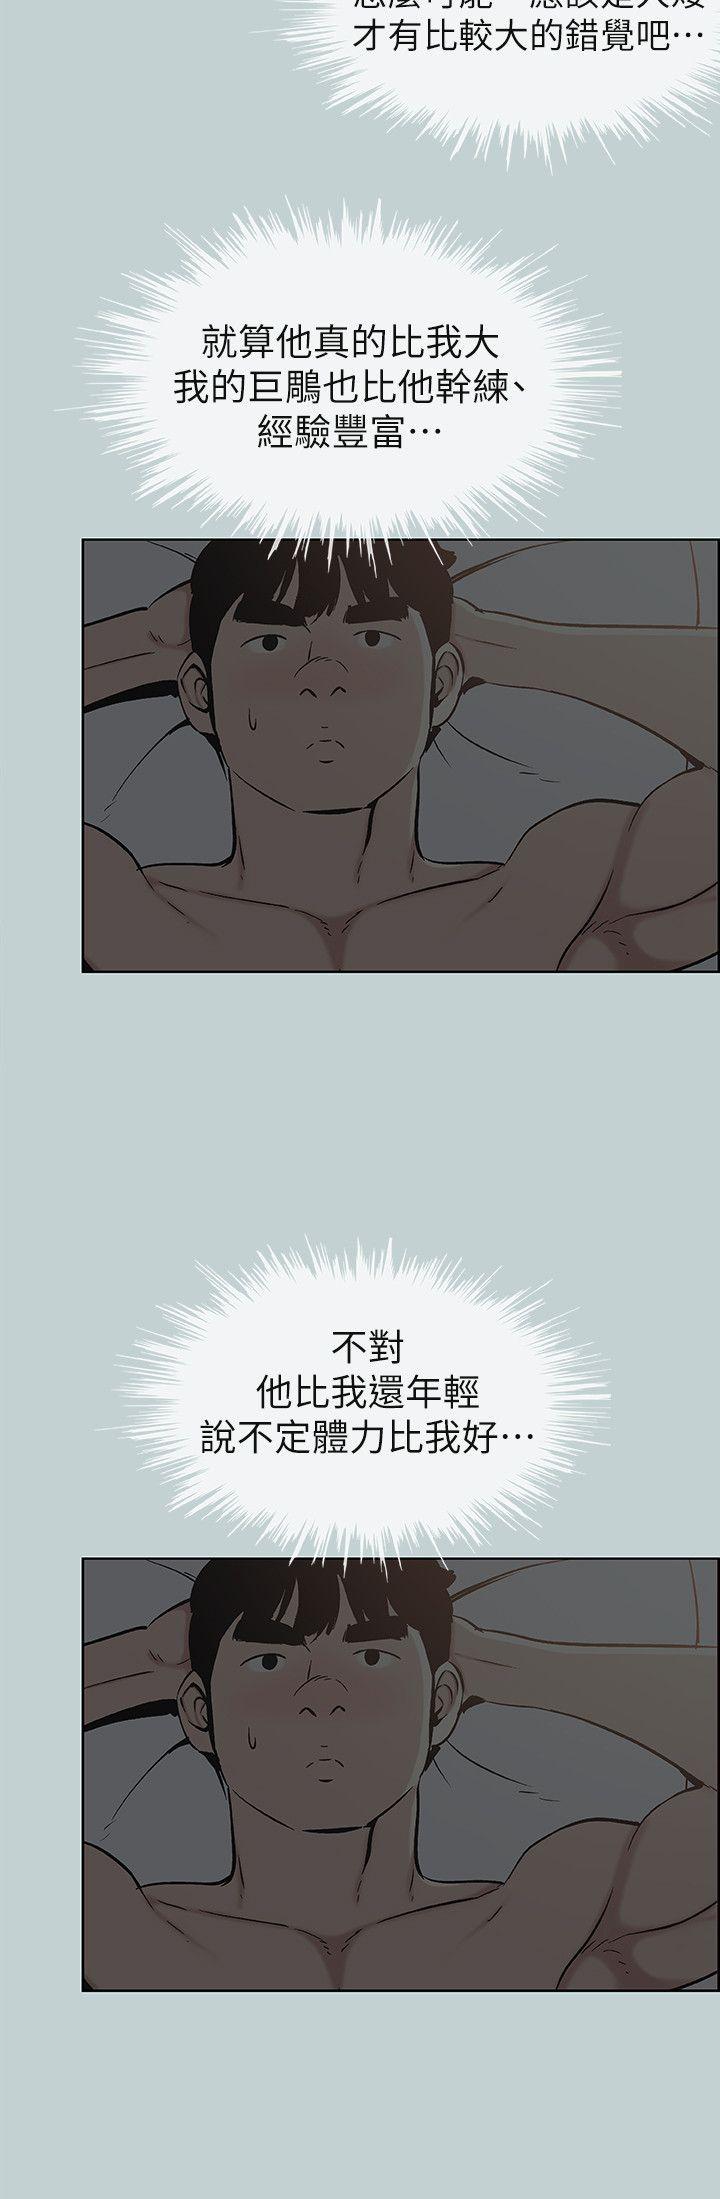 才有比較大的錯覺吧⋯
就算他真的比我大
我的巨鵰也比他幹練、
經驗豐富⋯
不對
他比我還年輕
說不定體力比我好⋯